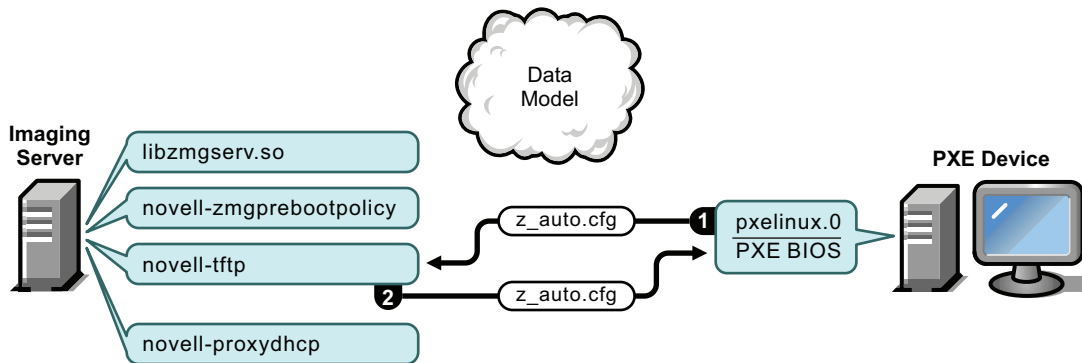 Data
Model
Imaging
Server
libzmgserv.so
novell-zmgprebootpolicy
novell-tftp
novell-proxydhcp
z_auto.cfg
1
2
z_auto.cfg
pxelinux.0
PXE BIOS
PXE Device